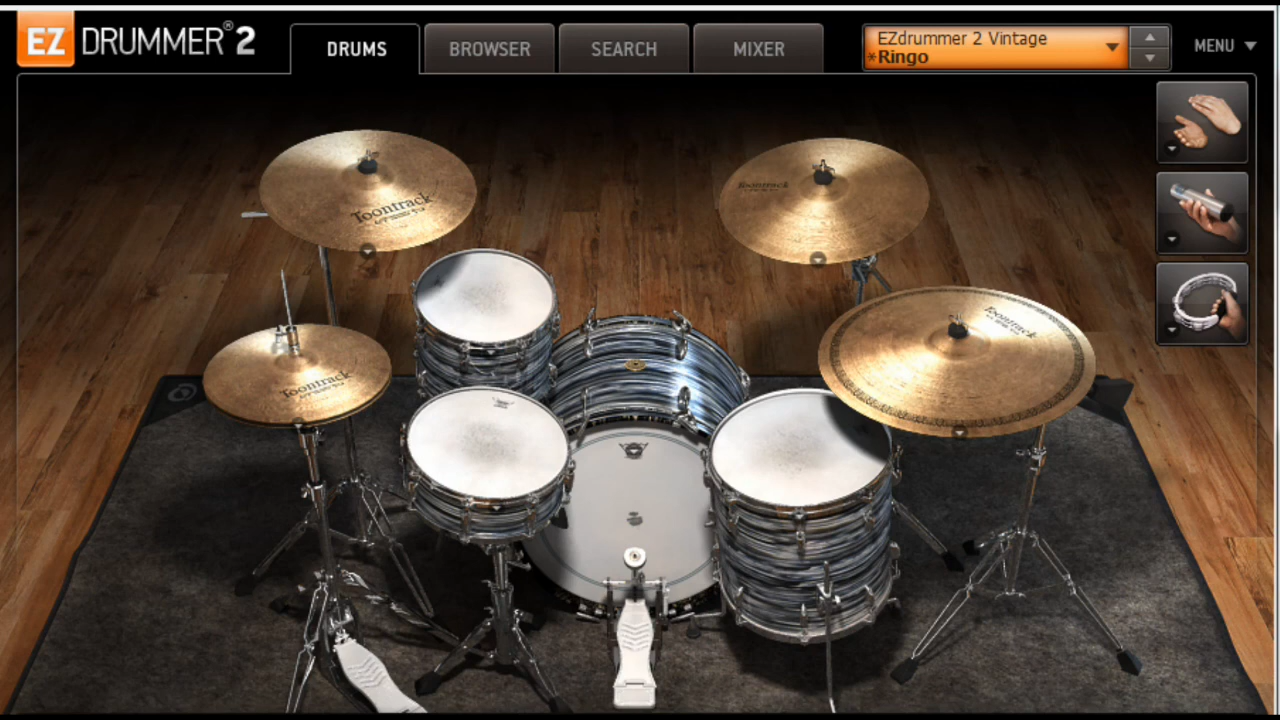 EZ DRUMMER® 2
DRUMS
BROWSER
SEARCH
MIXER
EZdrummer 2 Vintage
*Ringo
MENU
Toontrack
Toontrack
Toontrack
Toontrack